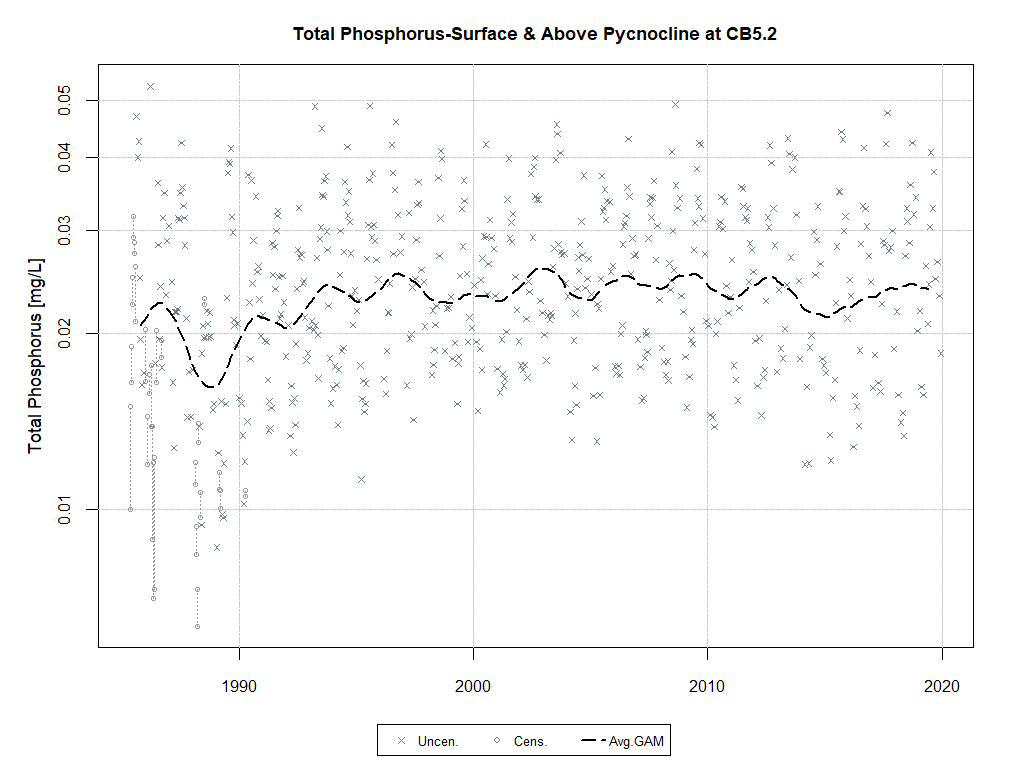 Total Phosphorus-Surface & Above Pycnocline at CB5.2
Total Phosphorus [mg/L]
0.05
0.04
0.03
0.02
0.01
1990 2000 2010 2020
Uncen. Cens. Avg.GAM